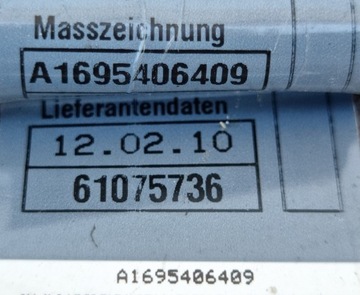 Masszeichnung
A1695406409
Lieferantendaten
12.02.10
61075736
A1695406409